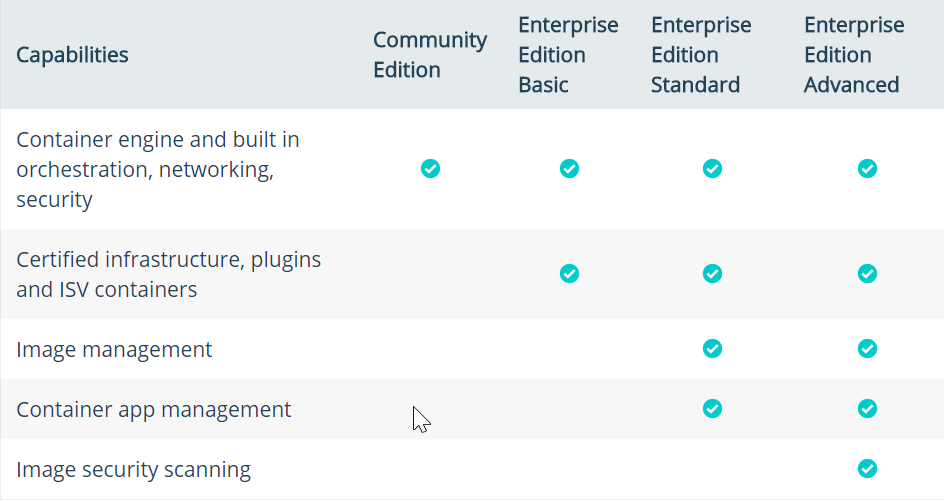 Capabilities
Community
Edition
Enterprise
Edition
Basic
Enterprise
Edition
Standard
Enterprise
Edition
Advanced
Container engine and built in
orchestration, networking,
security
Certified infrastructure, plugins
and ISV containers
Image management
Container app management
Image security scanning